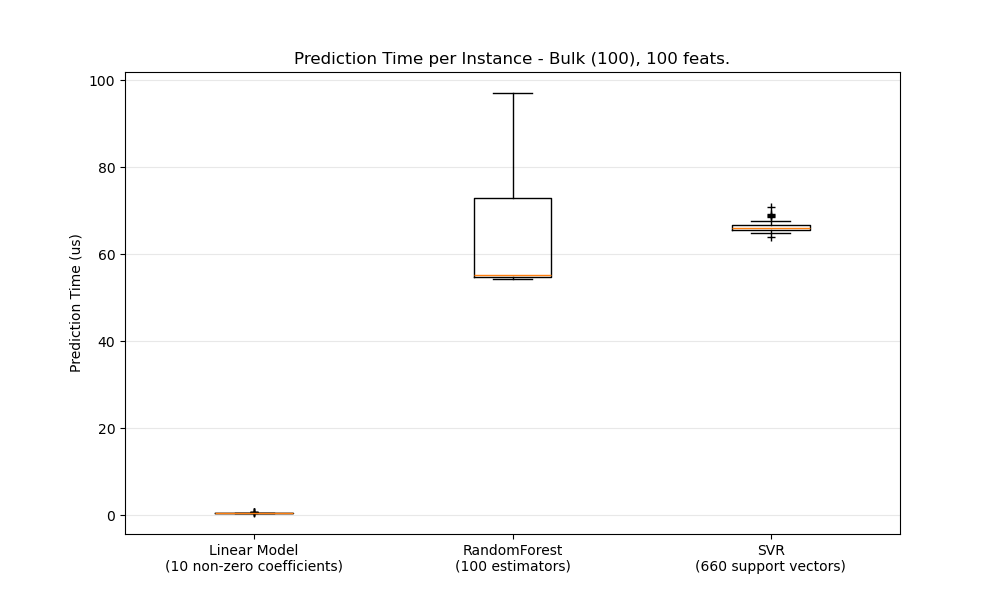 Prediction Time per Instance - Bulk (100), 100 feats.
Prediction Time (us)
100
80
60
40
20
0
Linear Model
(10 non-zero coefficients)
RandomForest
(100 estimators)
SVR
(660 support vectors)